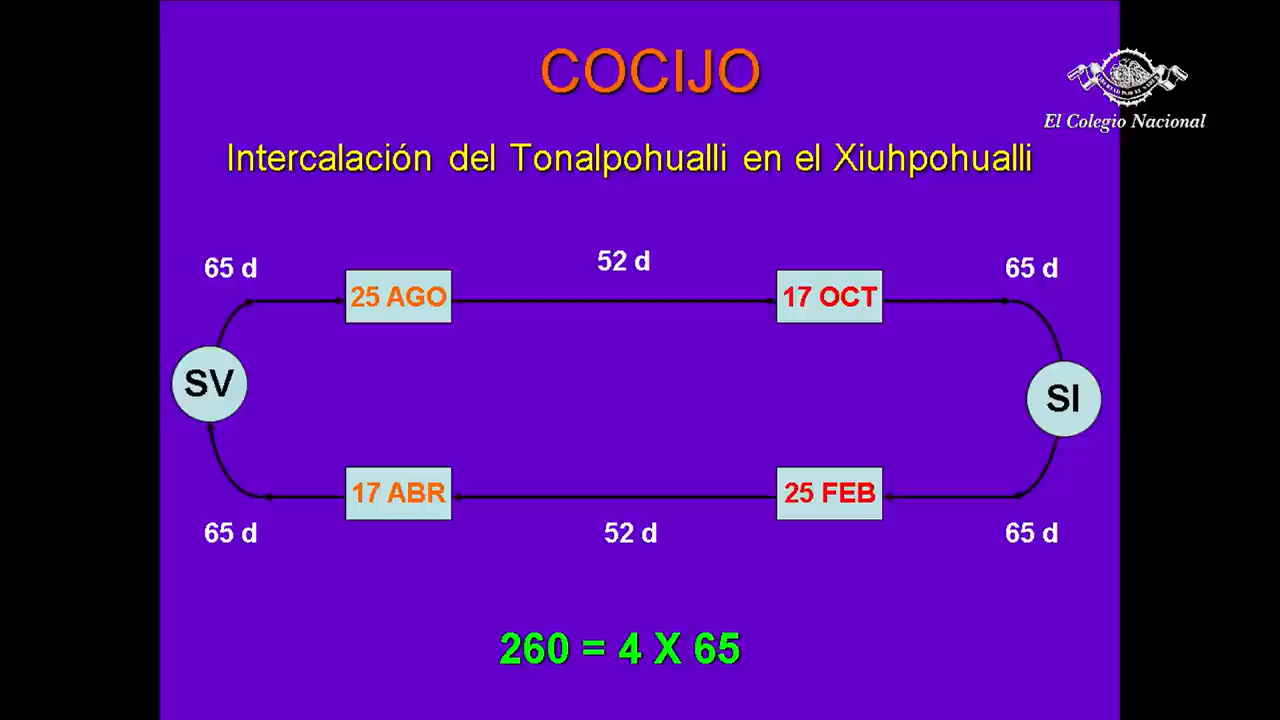 COCIJO
El Colegio Nacional
Intercalación del Tonalpohualli en el Xiuhpohualli
65 d
52 d
65 d
25 AGO
17 OCT
SV
SI
17 ABR
25 FEB
65 d
52 d
65 d
260 = 4 X 65